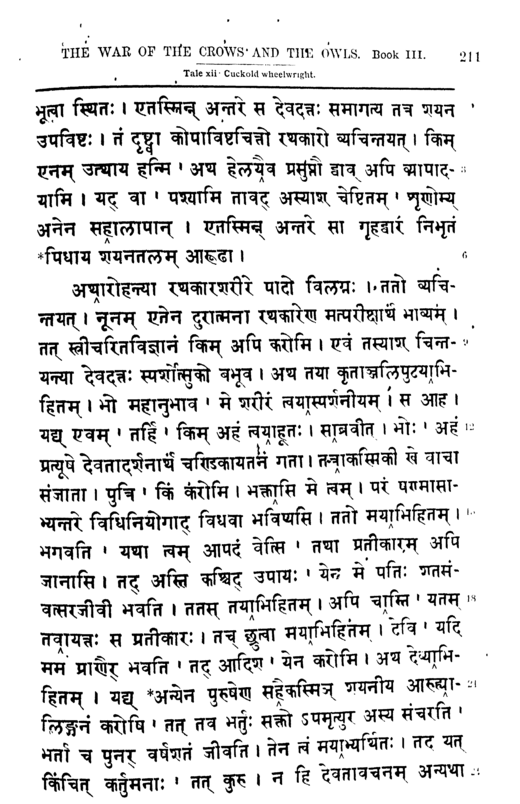 THE WAR OF THE CROWS AND THE OWLS. Book III. 211
Tale xii: Cuckold wheelwright.
भूत्वा स्थितः । एतस्मिन्न् अन्तरे स देवदत्तः समागत्य तत्र शयन
उपविष्टः । तं दृष्ट्वा कोपाविष्टचित्तो रथकारो व्यचिन्तयत् । किम्
एनम् उत्थाय हन्मि ' अथ हेलयैव प्रसुप्तौ द्वाव् अपि व्यापाद- 3
यामि । यद् वा ' पश्यामि तावद् अस्याश् चेष्टितम् ' शृणोम्य्
अनेन सहालापान् । एतस्मिन्न् अन्तरे सा गृहद्वारं निभृतं
*पिधाय शयनतलम् आरूढा । 6
अथारोहन्त्या रथकारशरीरे पादो विलग्नः । ततो व्यचि-
न्तयत् । नूनम् एतेन दुरात्मना रथकारेण मत्परीक्षार्थं भाव्यम् ।
तत् स्त्रीचरितविज्ञानं किम् अपि करोमि । एवं तस्याश् चिन्त- 9
यन्त्या देवदत्तः स्पर्शोत्सुको बभूव । अथ तया कृताञ्जलिपुटयाभि-
हितम् । भो महानुभाव ' मे शरीरं त्वयास्पर्शनीयम् । स आह ।
यद्य् एवम् ' तर्हि ' किम् अहं त्वयाहूतः । साब्रवीत् । भोः ' अहं 12
प्रत्यूषे देवतादर्शनार्थं चण्डिकायतनं गता । तत्राकस्मिकी खे वाचा
संजाता । पुत्रि ' किं करोमि । भक्तासि मे त्वम् । परं षण्मासा-
भ्यन्तरे विधिनियोगाद् विधवा भविष्यसि । ततो मयाभिहितम् । 15
भगवति ' यथा त्वम् आपदं वेत्सि ' तथा प्रतीकारम् अपि
जानासि । तद् अस्ति कश्चिद् उपायः ' येन मे पतिः शतसं-
वत्सरजीवी भवति । ततस् तयाभिहितम् । अपि चास्ति ' यतस् 18
तवायत्तः स प्रतीकारः । तच् छ्रुत्वा मयाभिहितम् । देवि ' यदि
मम प्राणैर् भवति ' तद् आदिश ' येन करोमि । अथ देव्याभि-
हितम् । यद्य् *अन्येन पुरुषेण सहैकस्मिञ् शयनीय आरुह्या- 21
लिङ्गनं करोषि ' तत् तव भर्तुः सक्तो ऽपमृत्युर् अस्य संचरति '
भर्ता च पुनर् वर्षशतं जीवति । तेन त्वं मयाभ्यर्थितः । तद् यत्
किंचित् कर्तुमनाः ' तत् कुरु । न हि देवतावचनम् अन्यथा 24